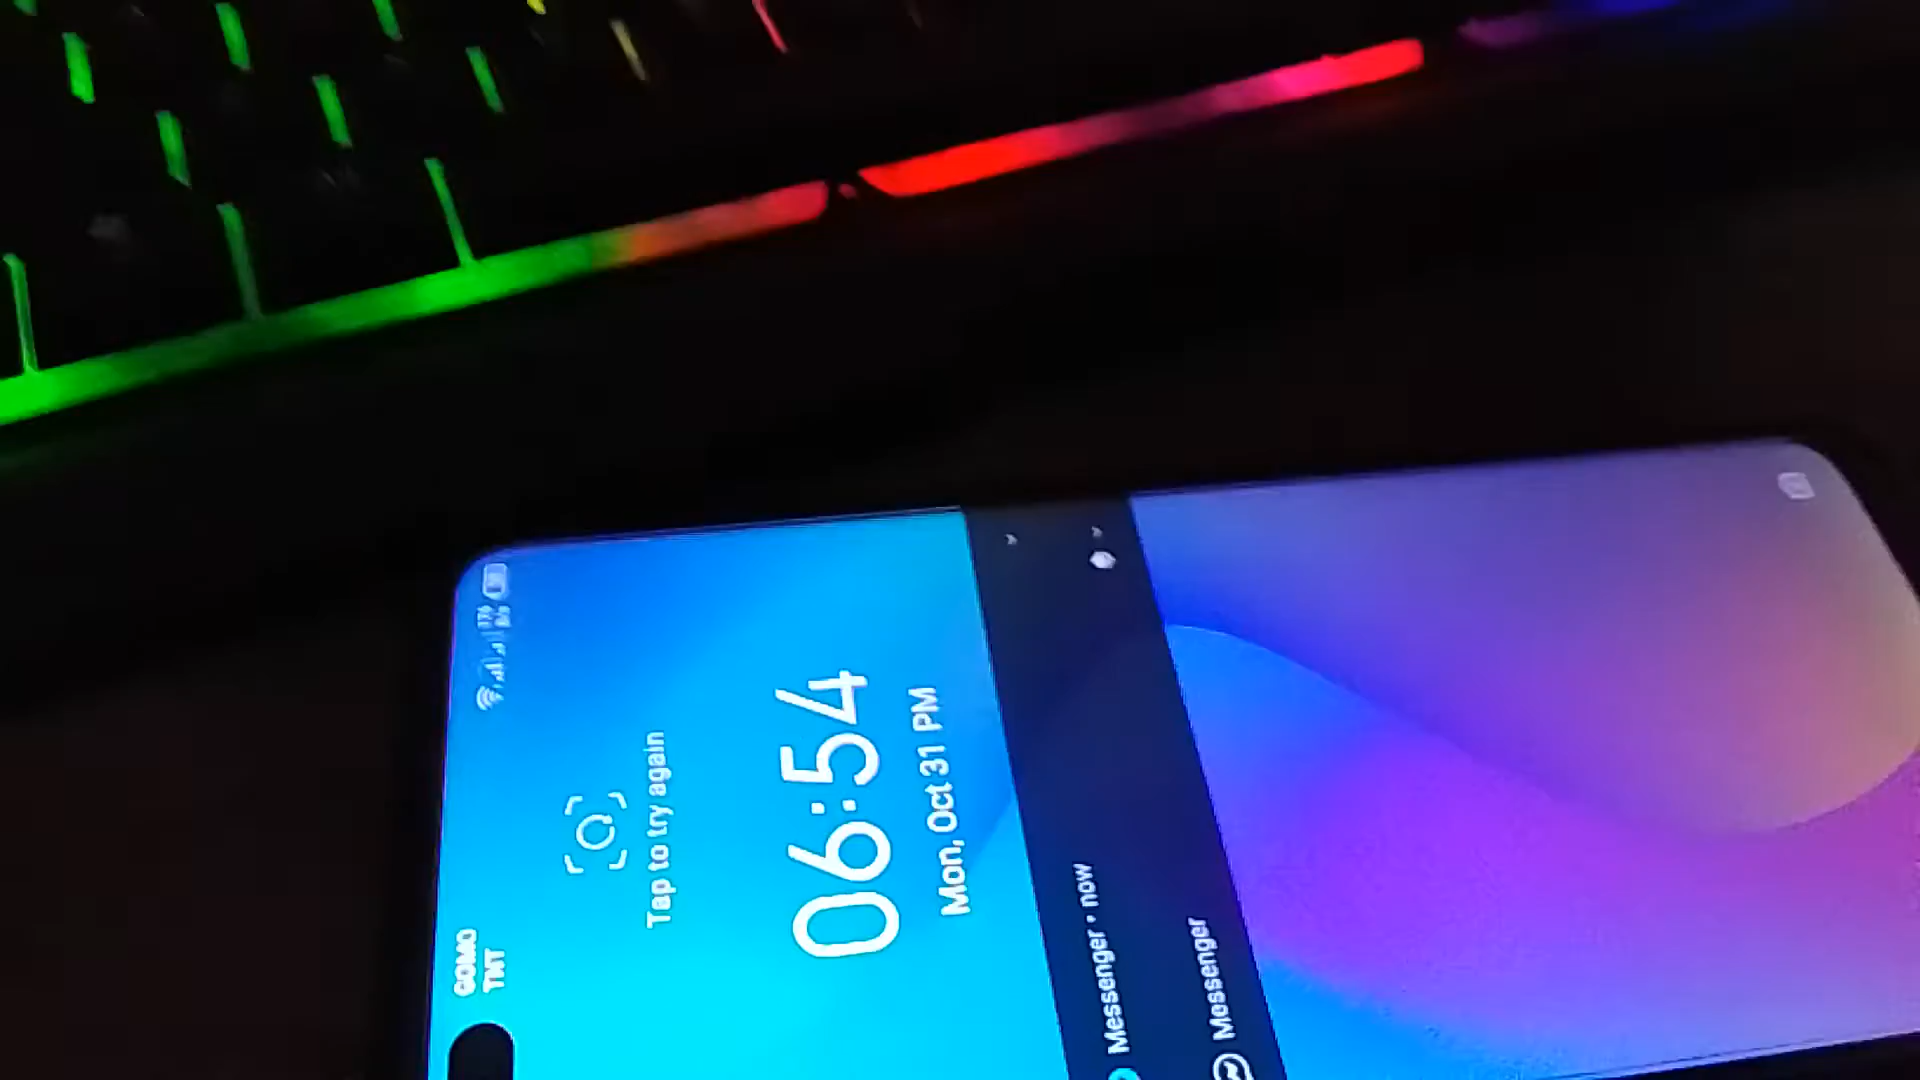 GOMO
TNT
Tap to try again
06:54
Mon, Oct 31 PM
Messenger • now
Messenger